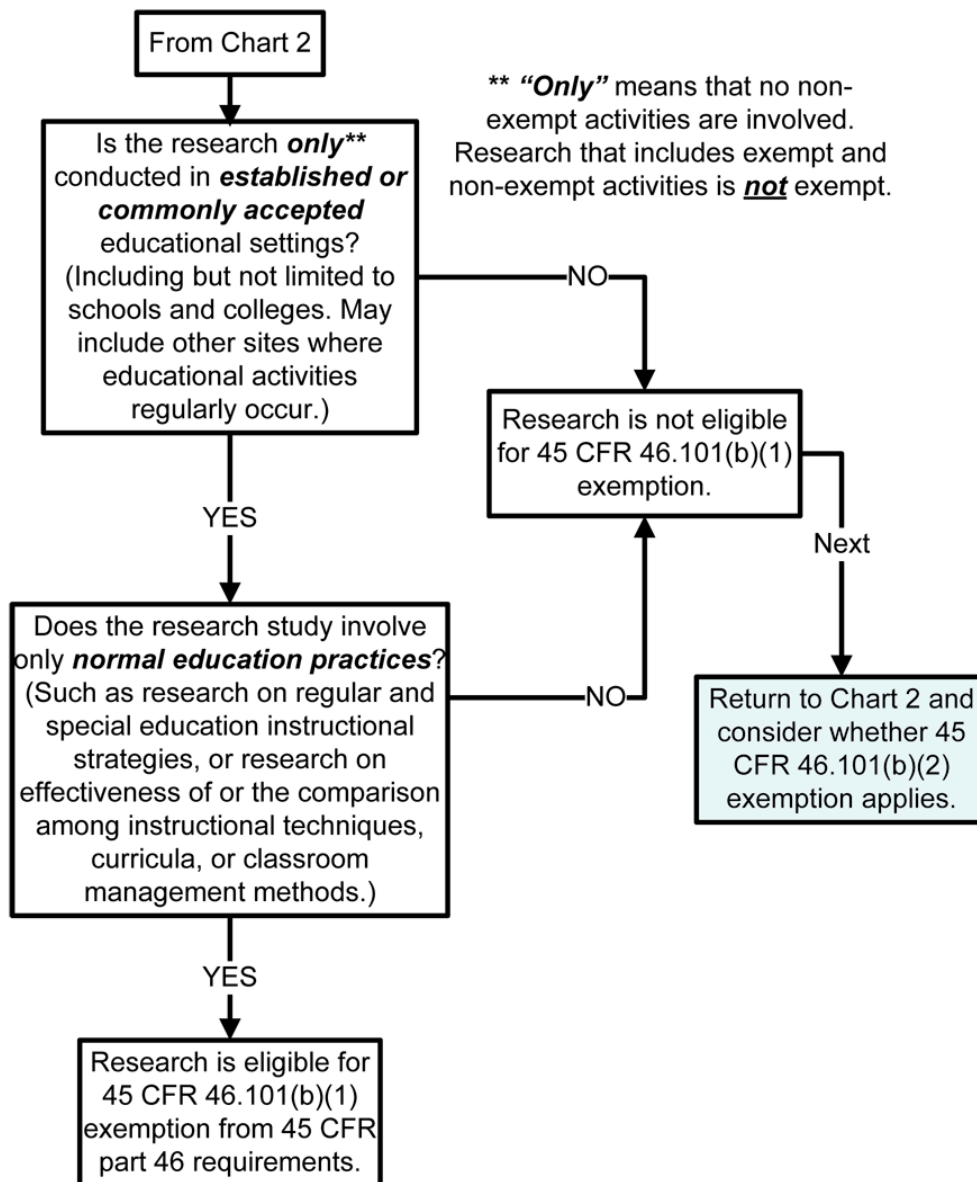 From Chart 2
** “Only” means that no non-
exempt activities are involved.
Research that includes exempt and
non-exempt activities is not exempt.
Is the research only**
conducted in established or
commonly accepted
educational settings?
(Including but not limited to
schools and colleges. May
include other sites where
educational activities
regularly occur.)
NO
Research is not eligible
for 45 CFR 46.101(b)(1)
exemption.
YES
Next
Does the research study involve
only normal education practices?
(Such as research on regular and
special education instructional
strategies, or research on
effectiveness of or the comparison
among instructional techniques,
curricula, or classroom
management methods.)
NO
Return to Chart 2 and
consider whether 45
CFR 46.101(b)(2)
exemption applies.
YES
Research is eligible for
45 CFR 46.101(b)(1)
exemption from 45 CFR
part 46 requirements.